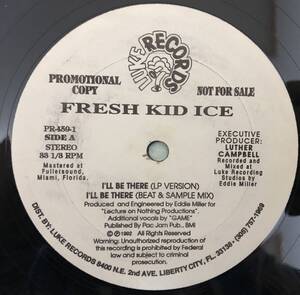 LUKE RECORDS
PROMOTIONAL COPY
NOT FOR SALE
FRESH KID ICE
PR-459-1
SIDE A
STEREO
33 1/3 RPM
Mastered at
Fullersound,
Miami, Florida.
EXECUTIVE
PRODUCER:
LUTHER
CAMPBELL
Recorded and
Mixed at
Luke Recording
Studios by
Eddie Miller
I'LL BE THERE (LP VERSION)
I'LL BE THERE (BEAT & SAMPLE MIX)
Produced and Engineered by Eddie Miller for
"Lecture on Nothing Productions".
Additional vocals by "GAME"
Published By Pac Jam Pub., BMI
℗ © 1992 All Rights Reserved
Warning: Unauthorized reproduction of
this recording is prohibited by Federal
law and subject to criminal
prosecution.
DIST. BY: LUKE RECORDS 8400 N.E. 2nd AVE. LIBERTY CITY, FL. 33138 · (305) 757-1969